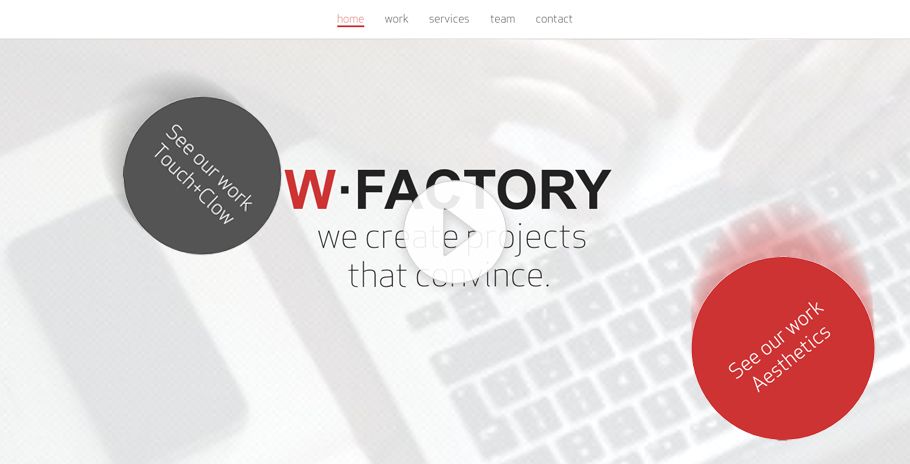 home work services team contact
See our work
Touch+Clow
W·FACTORY
we create projects
that convince.
See our work
Aesthetics